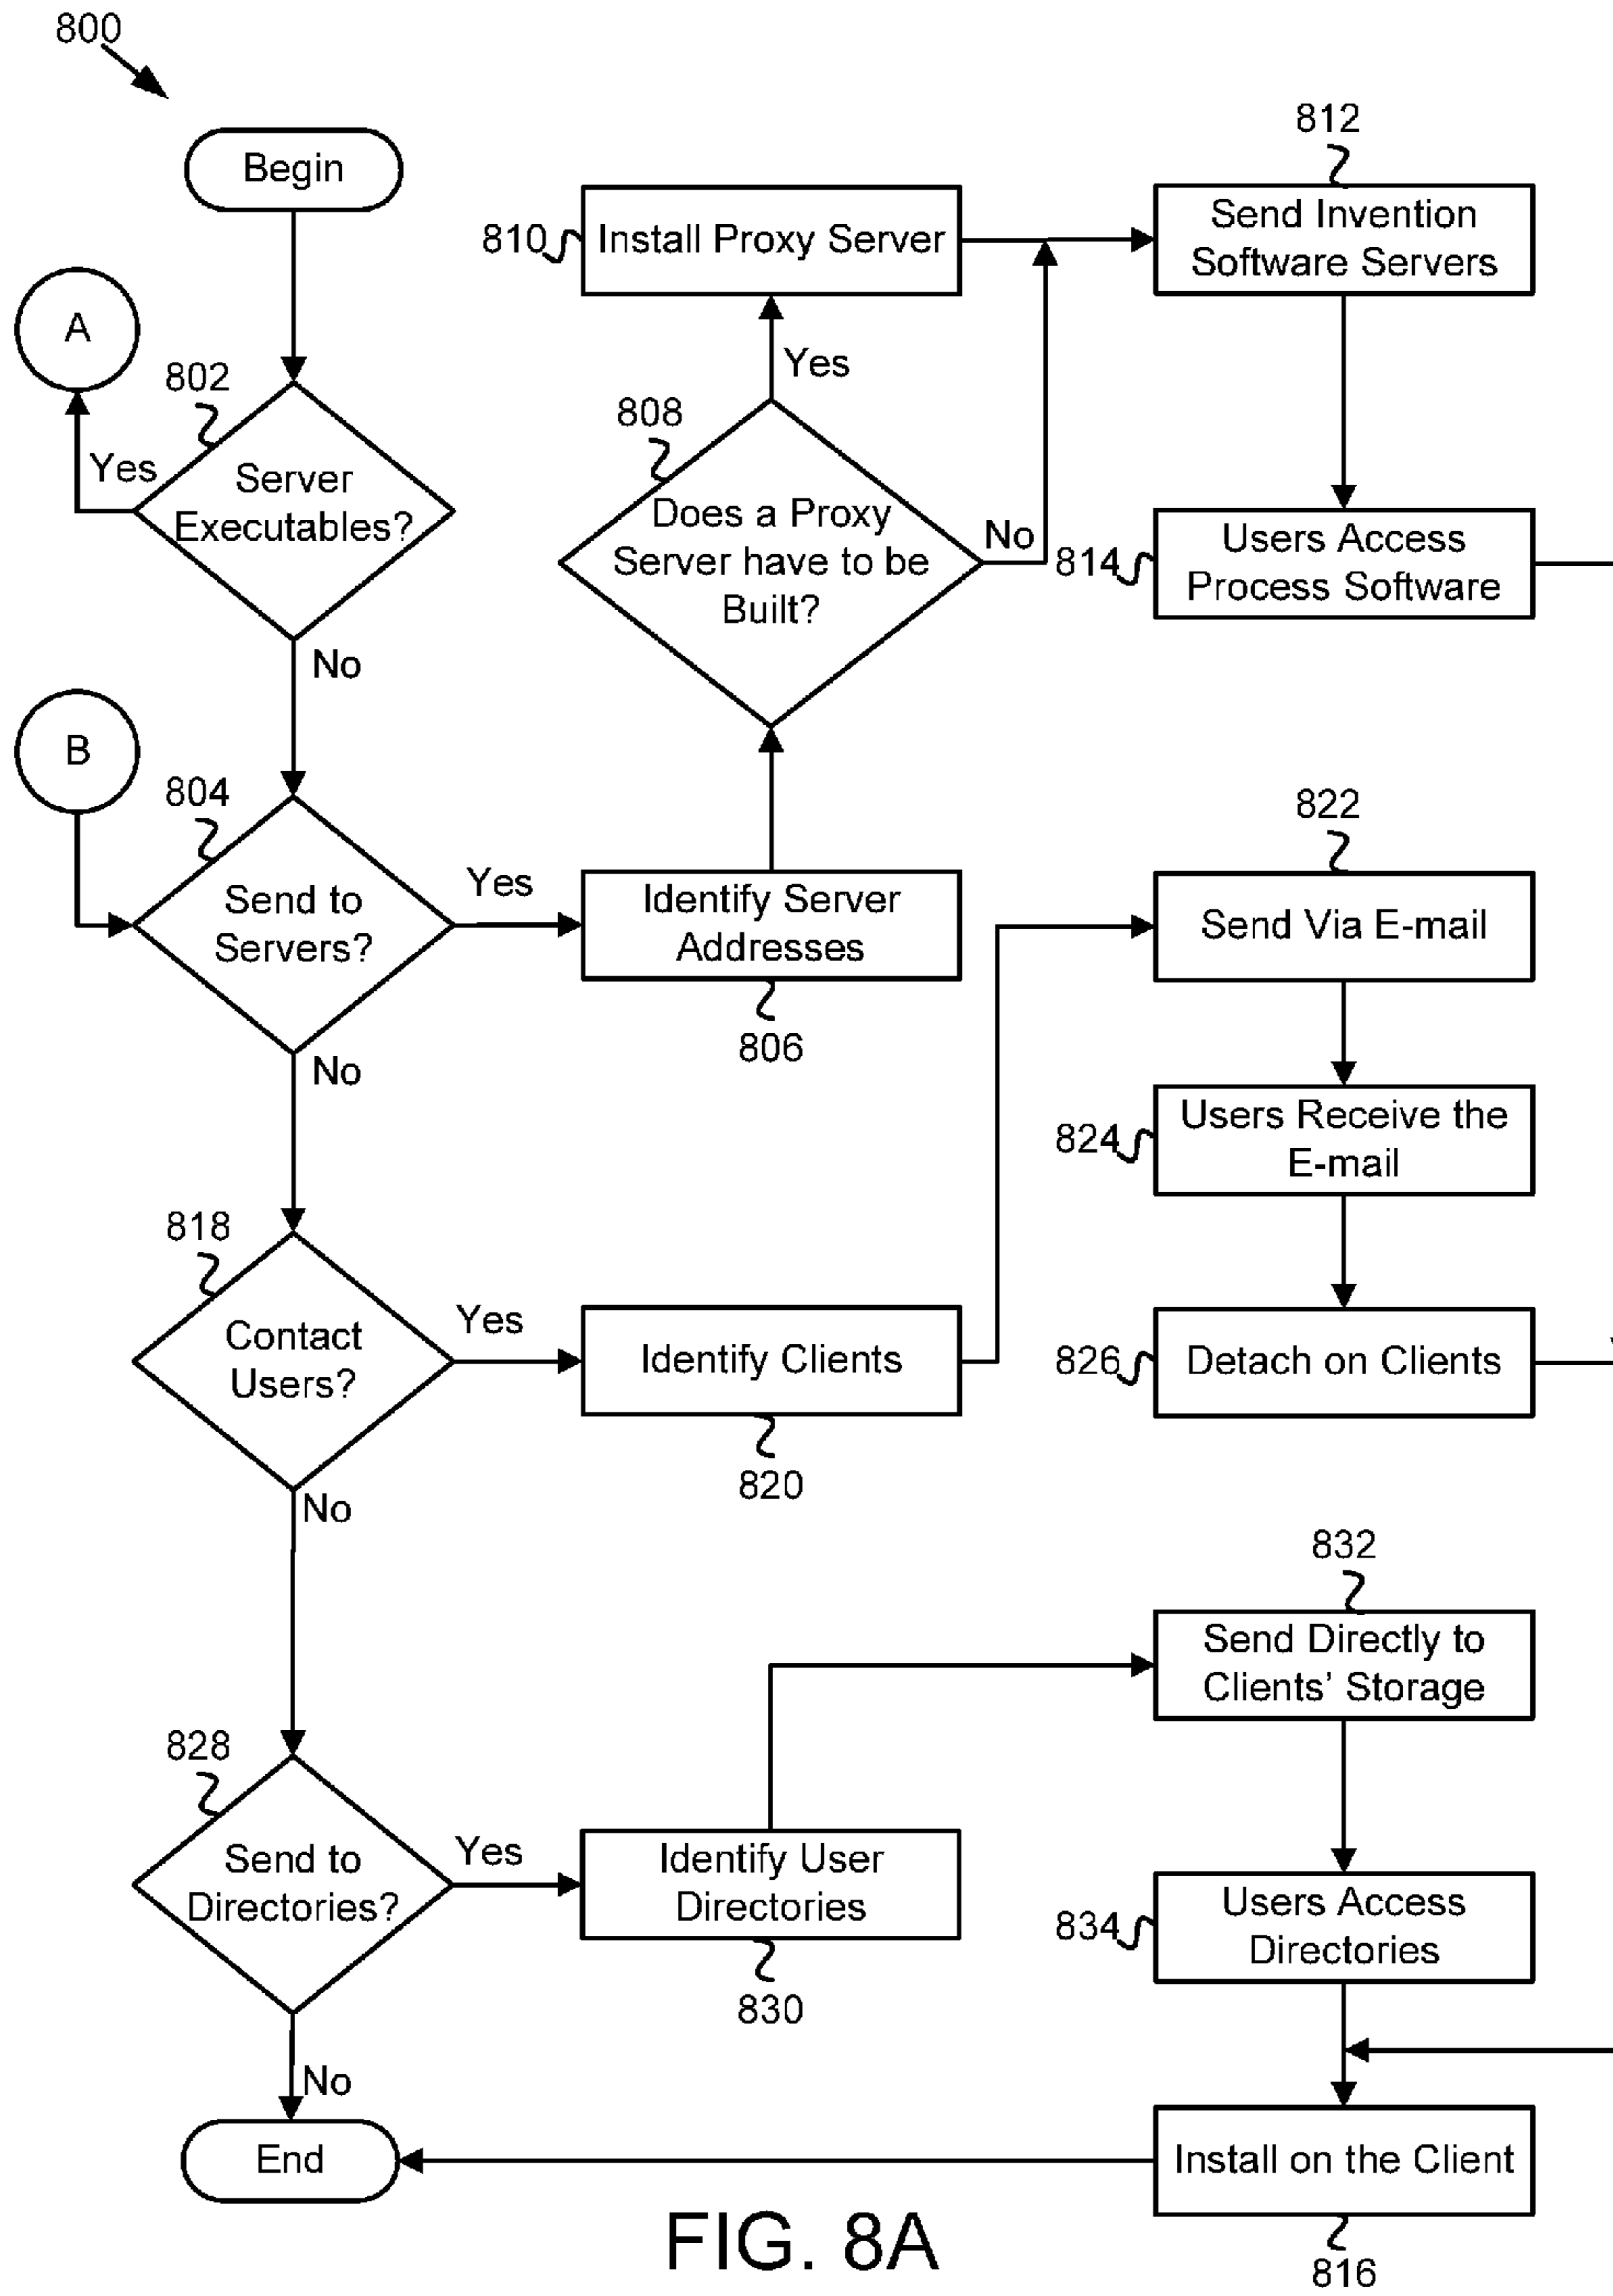 800
Begin
A
802
Yes
Server
Executables?
No
B
804
Send to
Servers?
Yes
No
Identify Server
Addresses
806
808
Does a Proxy
Server have to be
Built?
Yes
No
810
Install Proxy Server
812
Send Invention
Software Servers
814
Users Access
Process Software
818
Contact
Users?
Yes
No
Identify Clients
820
822
Send Via E-mail
824
Users Receive the
E-mail
826
Detach on Clients
828
Send to
Directories?
Yes
No
Identify User
Directories
830
832
Send Directly to
Clients’ Storage
834
Users Access
Directories
Install on the Client
816
End
FIG. 8A